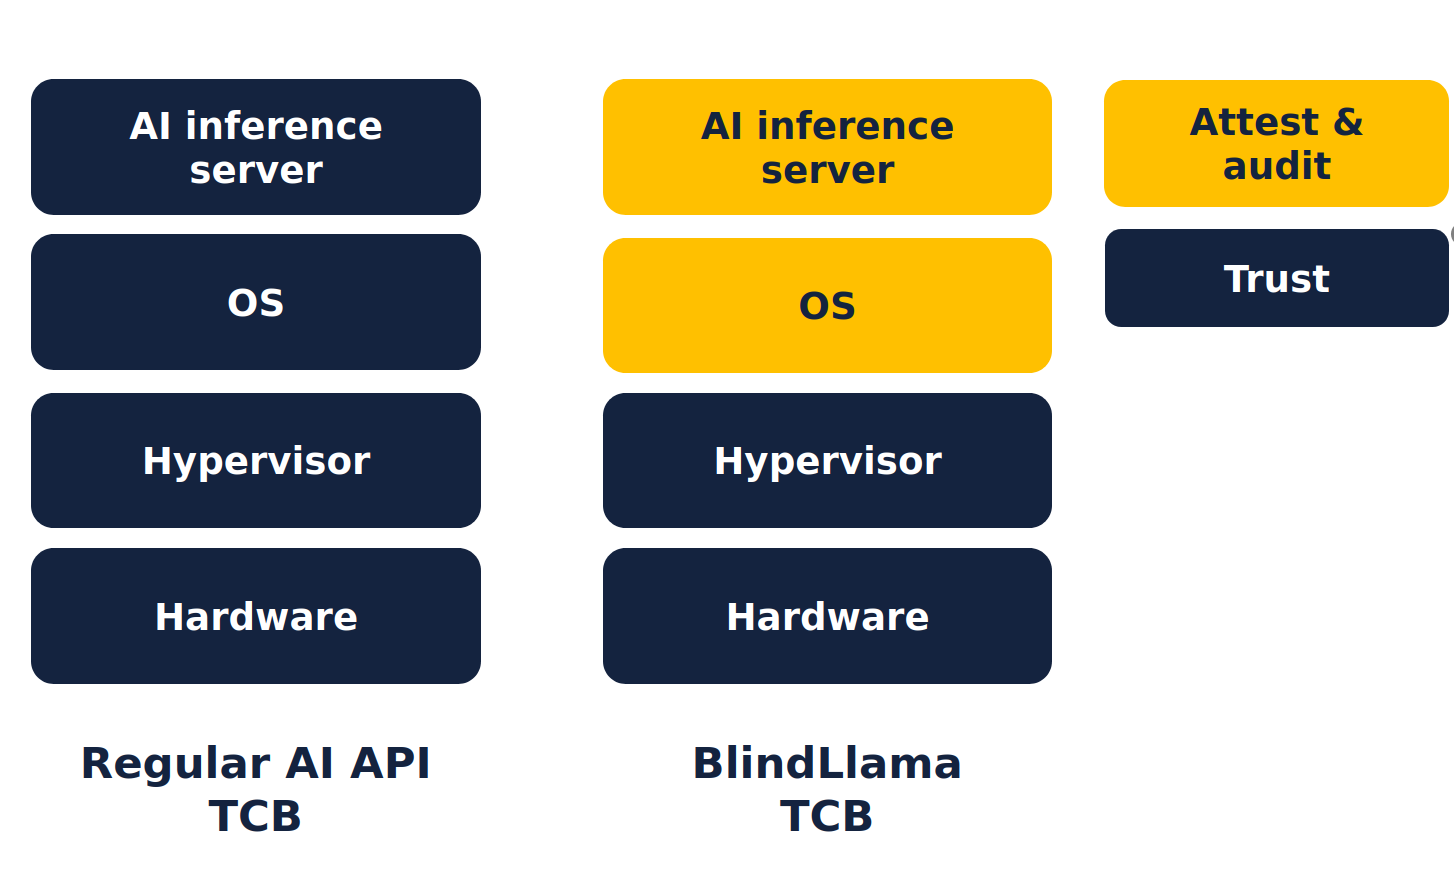 AI inference
server
OS
Hypervisor
Hardware
Regular AI API
TCB
AI inference
server
OS
Hypervisor
Hardware
BlindLlama
TCB
Attest &
audit
Trust